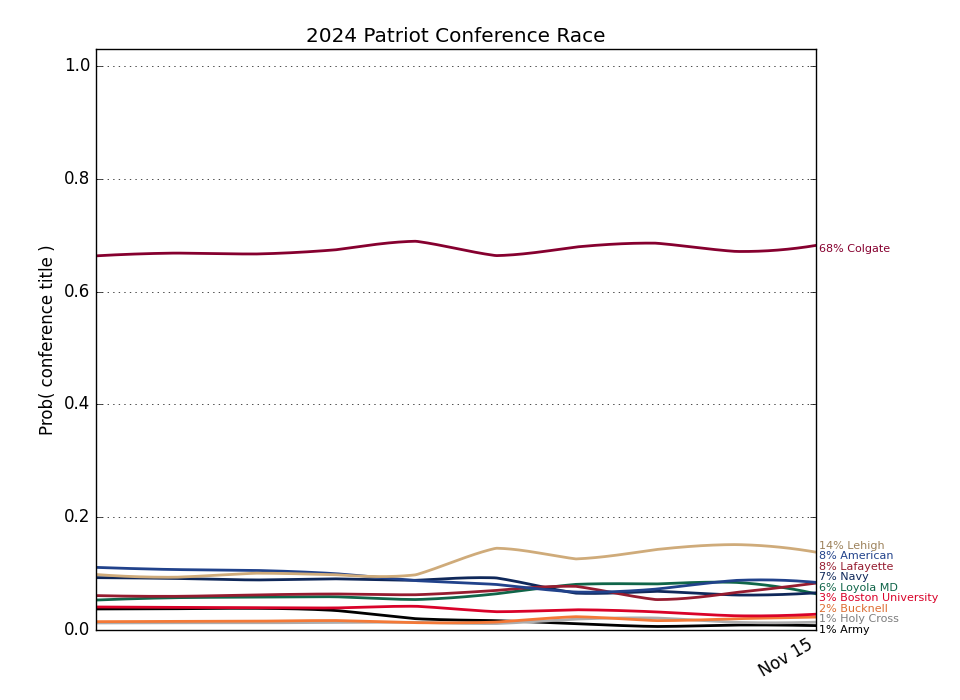 2024 Patriot Conference Race
1.0
0.8
0.6
0.4
0.2
0.0
Prob( conference title )
68% Colgate
14% Lehigh
8% American
8% Lafayette
7% Navy
6% Loyola MD
3% Boston University
2% Bucknell
1% Holy Cross
1% Army
Nov 15